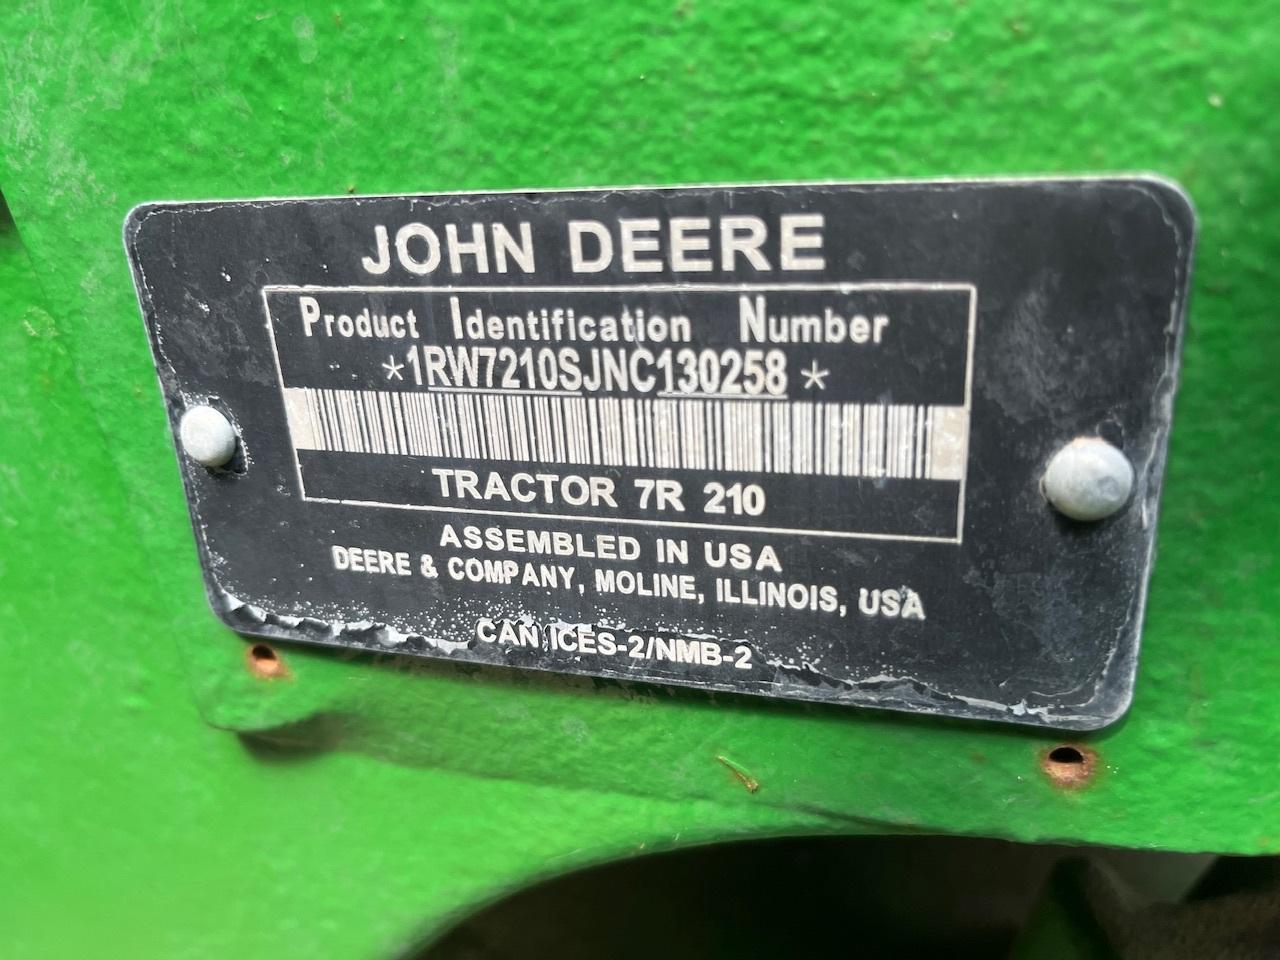 JOHN DEERE
Product Identification Number
*1RW7210SJNC130258*
TRACTOR 7R 210
ASSEMBLED IN USA
DEERE & COMPANY, MOLINE, ILLINOIS, USA
CAN ICES-2/NMB-2